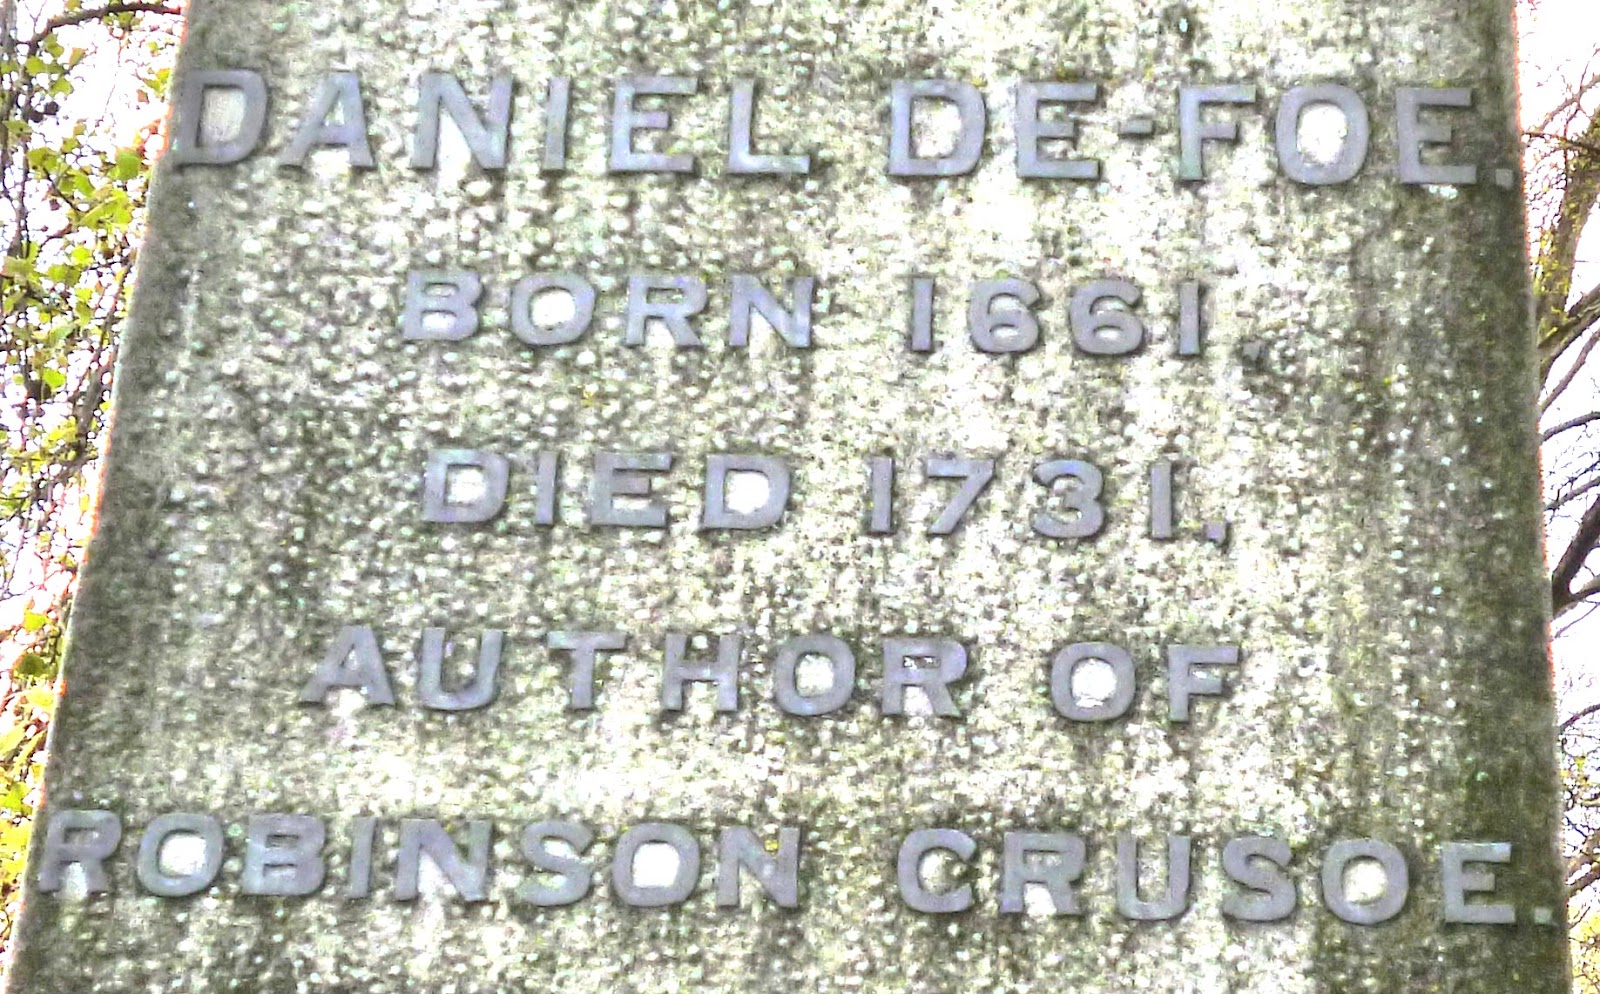 DANIEL DE-FOE.
BORN 1661,
DIED 1731,
AUTHOR OF
ROBINSON CRUSOE.